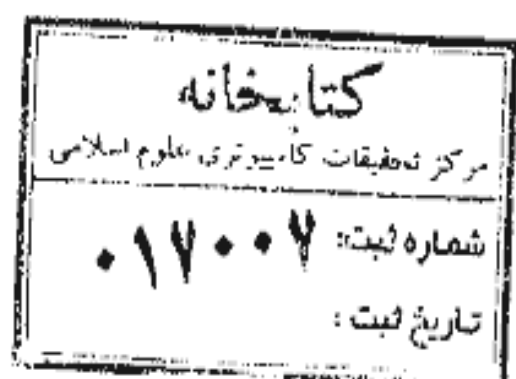 کتابخانه
مرکز تحقیقات کامپیوتری علوم اسلامی
شماره ثبت: ۰۱۷۰۰۷
تاریخ ثبت :